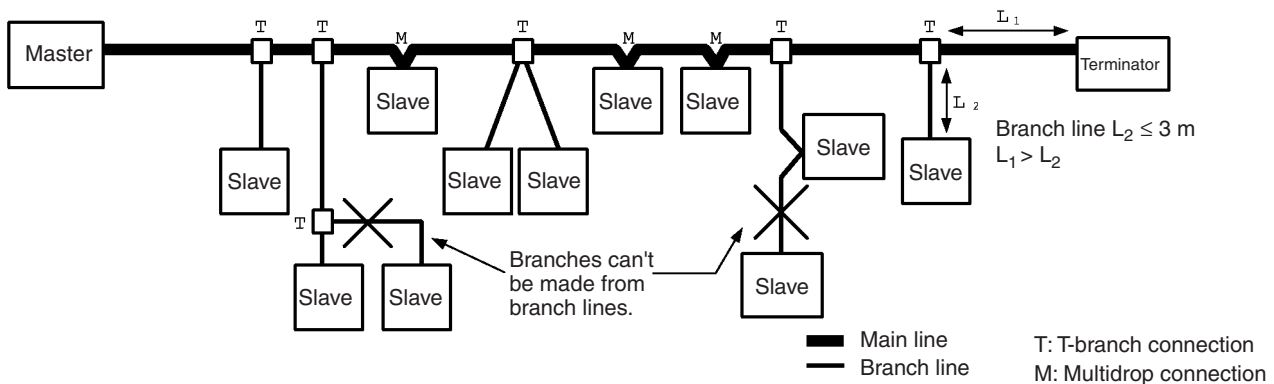 T T M T M M T T L₁
Master
Terminator
Slave Slave Slave
L₂
Branch line L₂ ≤ 3 m
L₁ > L₂
Slave
Slave
Slave Slave Slave
T
Branches can't
be made from
branch lines.
Slave Slave
Slave
Main line
Branch line
T: T-branch connection
M: Multidrop connection